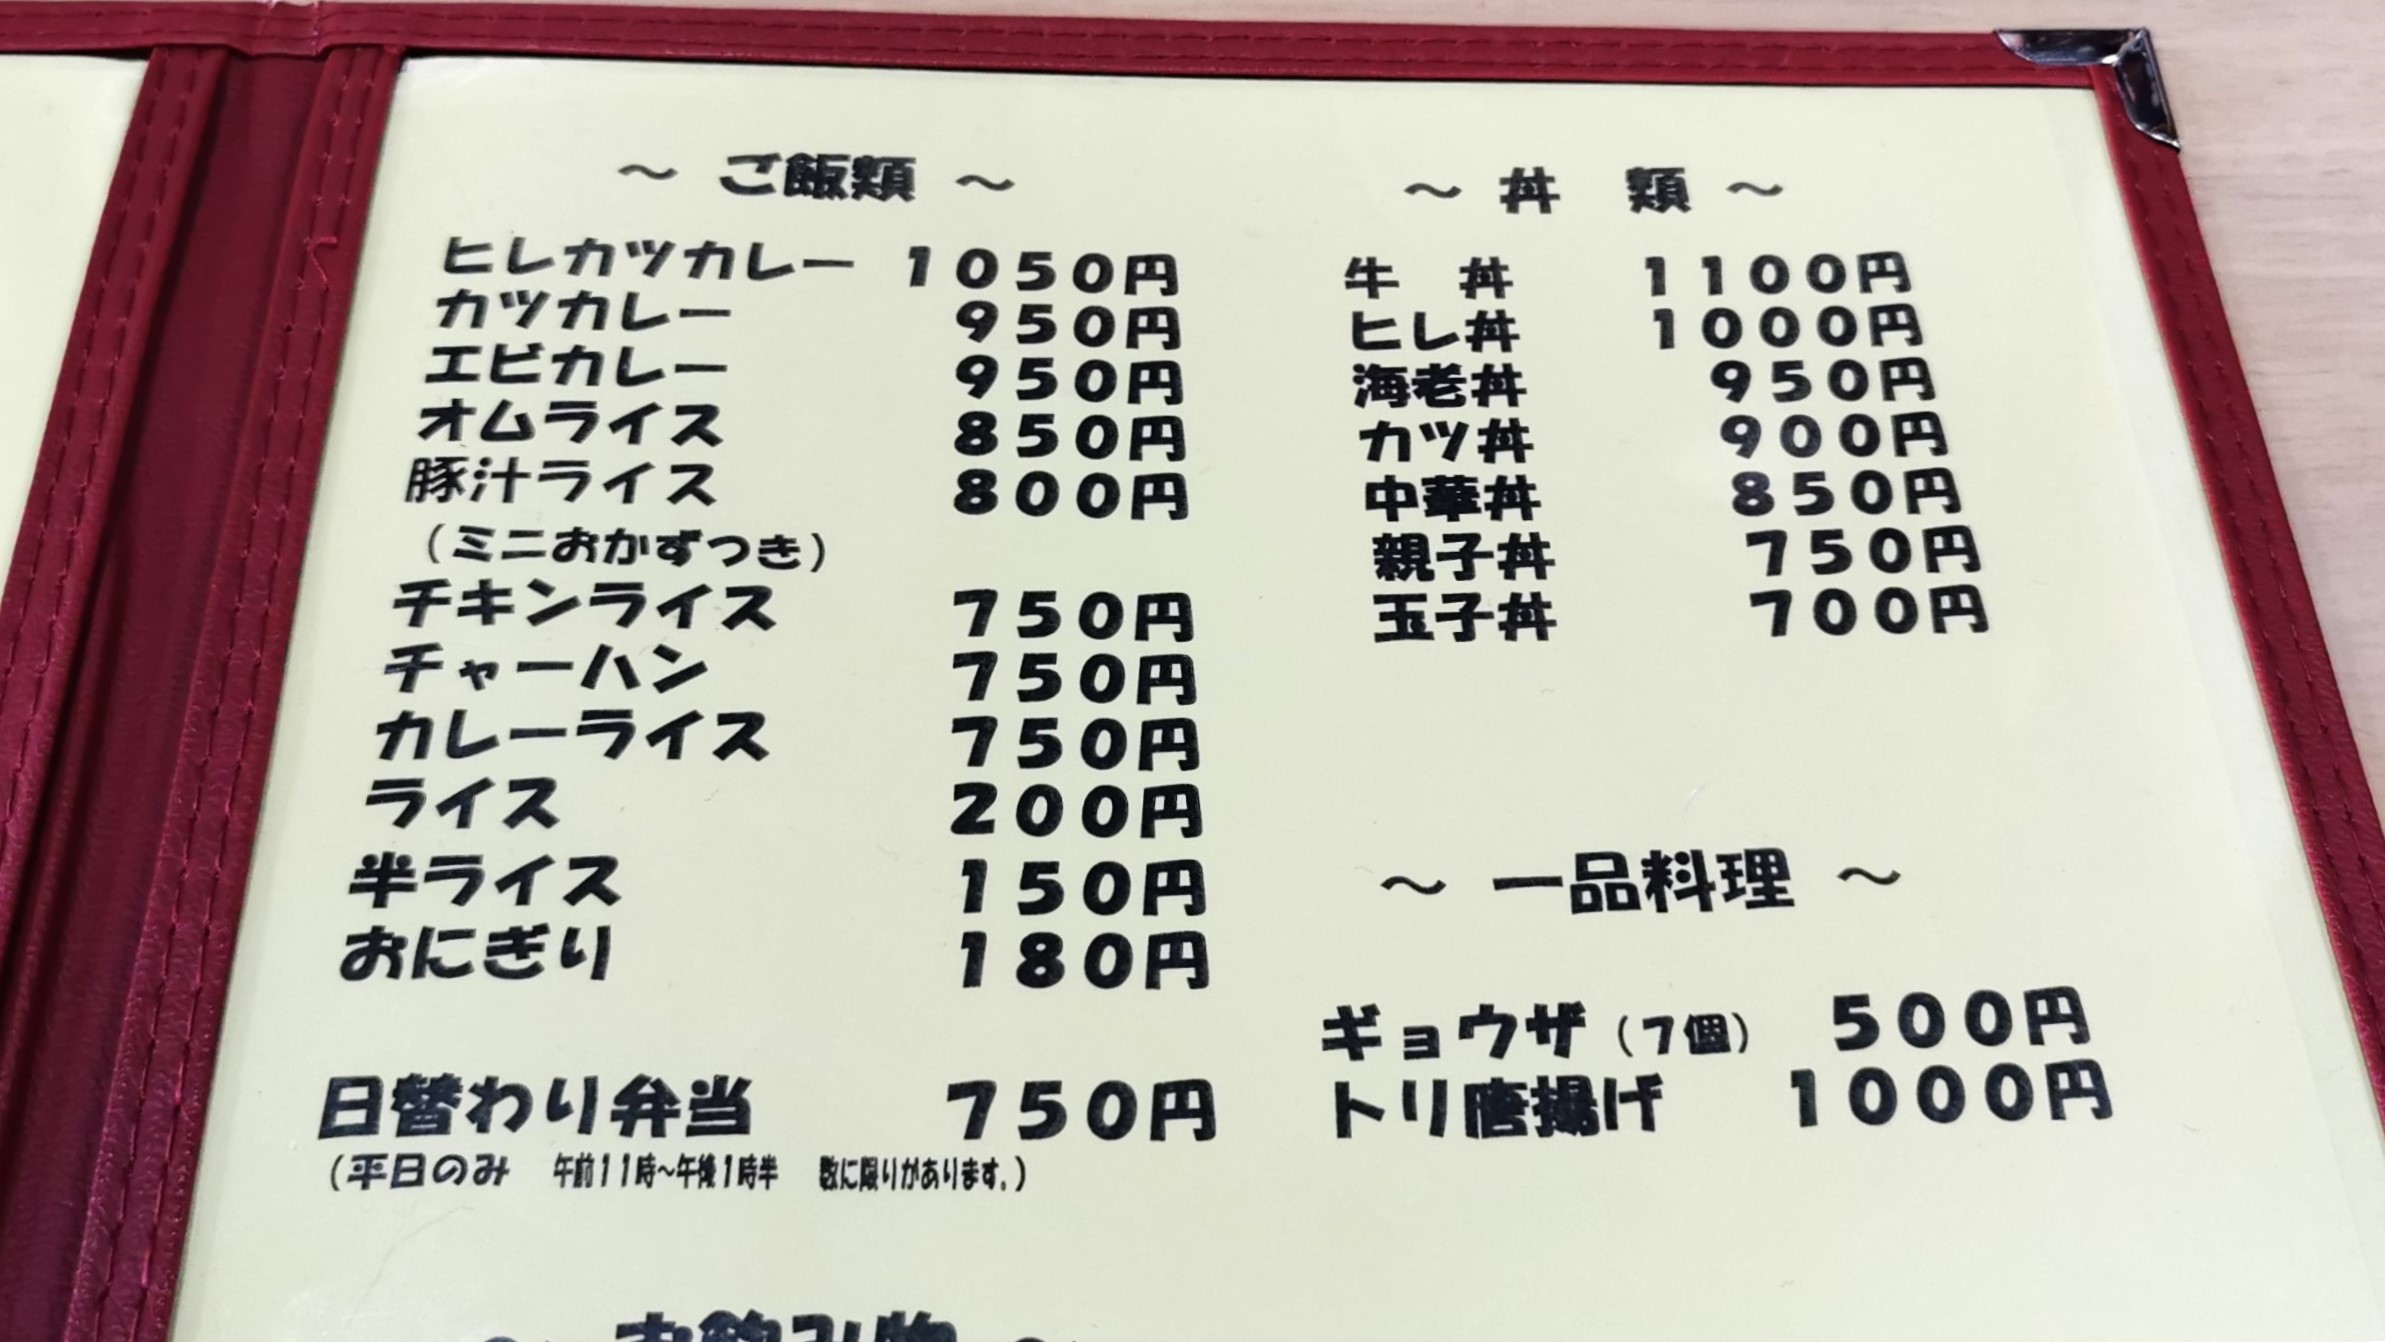 ～ ご飯類 ～
ヒレカツカレー 1050円
カツカレー 950円
エビカレー 950円
オムライス 850円
豚汁ライス 800円
（ミニおかずつき）
チキンライス 750円
チャーハン 750円
カレーライス 750円
ライス 200円
半ライス 150円
おにぎり 180円
日替わり弁当 750円
（平日のみ 午前11時～午後1時半 数に限りがあります。）
～ 丼 類 ～
牛 丼 1100円
ヒレ丼 1000円
海老丼 950円
カツ丼 900円
中華丼 850円
親子丼 750円
玉子丼 700円
～ 一品料理 ～
ギョウザ（7個） 500円
トリ唐揚げ 1000円
お飲み物